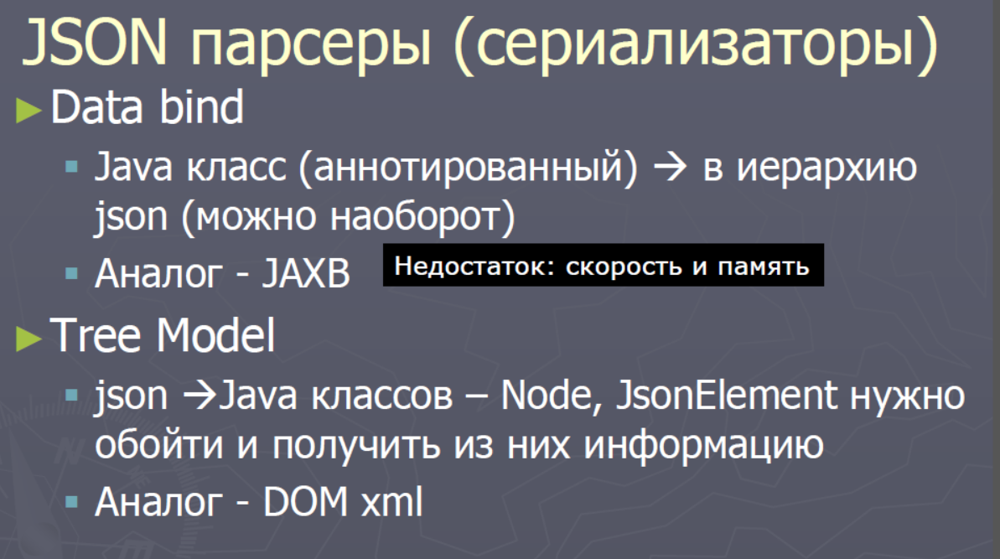 JSON парсеры (сериализаторы)
►Data bind
▪ Java класс (аннотированный) → в иерархию
json (можно наоборот)
▪ Аналог - JAXB
Недостаток: скорость и память
►Tree Model
▪ json →Java классов – Node, JsonElement нужно
обойти и получить из них информацию
▪ Аналог - DOM xml